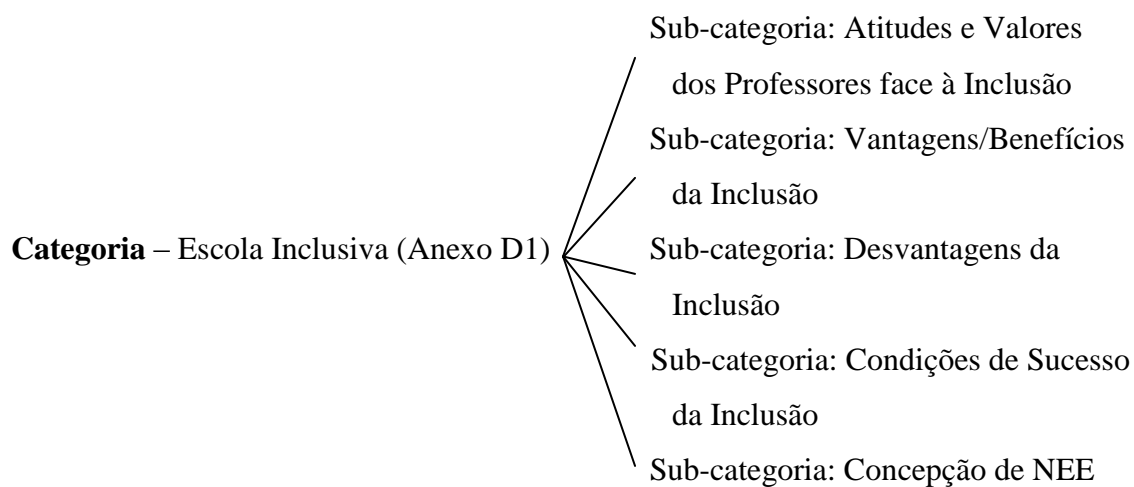 Sub-categoria: Atitudes e Valores
dos Professores face à Inclusão
Sub-categoria: Vantagens/Benefícios
da Inclusão
Categoria – Escola Inclusiva (Anexo D1)
Sub-categoria: Desvantagens da
Inclusão
Sub-categoria: Condições de Sucesso
da Inclusão
Sub-categoria: Concepção de NEE